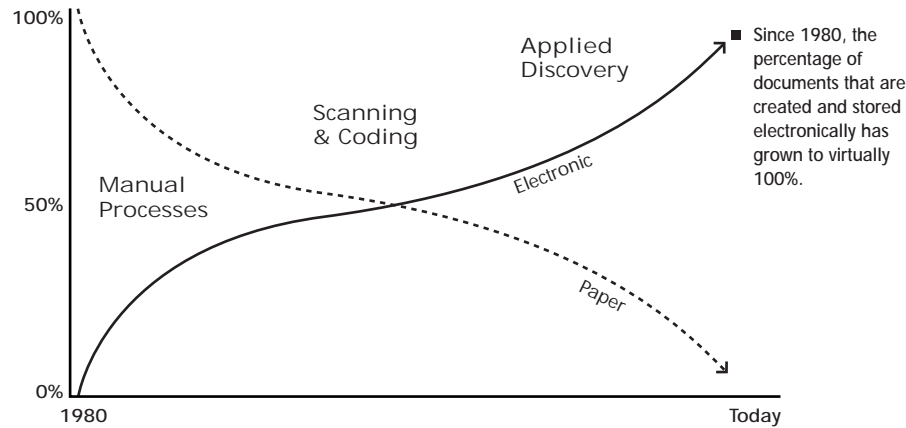 100%
Applied
Discovery
Since 1980, the
percentage of
documents that are
created and stored
electronically has
grown to virtually
100%.
Scanning
& Coding
Electronic
Manual
Processes
50%
Paper
0%
1980
Today